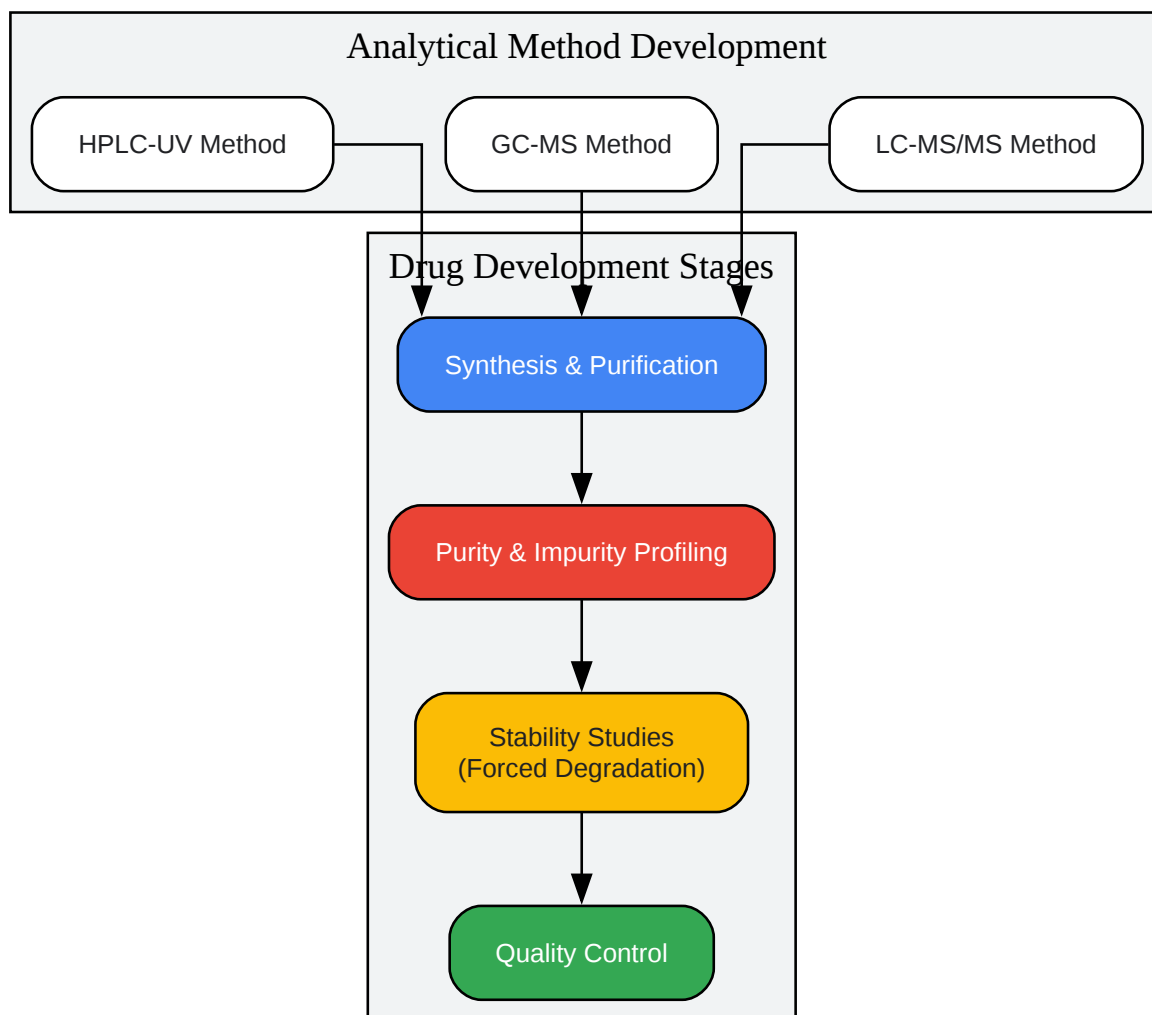 Analytical Method Development
HPLC-UV Method
GC-MS Method
LC-MS/MS Method
Drug Development Stages
Synthesis & Purification
Purity & Impurity Profiling
Stability Studies
(Forced Degradation)
Quality Control